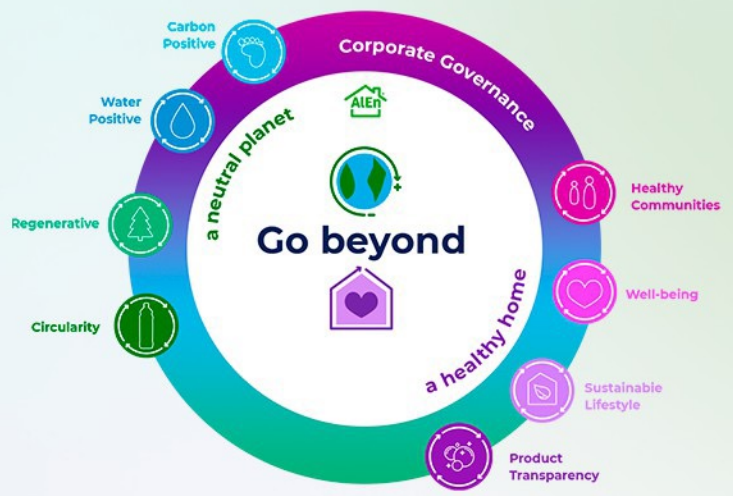 Carbon
Positive
Corporate Governance
Water
Positive
AlEn
a neutral planet
Healthy
Communities
Regenerative
Go beyond
Well-being
a healthy home
Circularity
Sustainable
Lifestyle
Product
Transparency